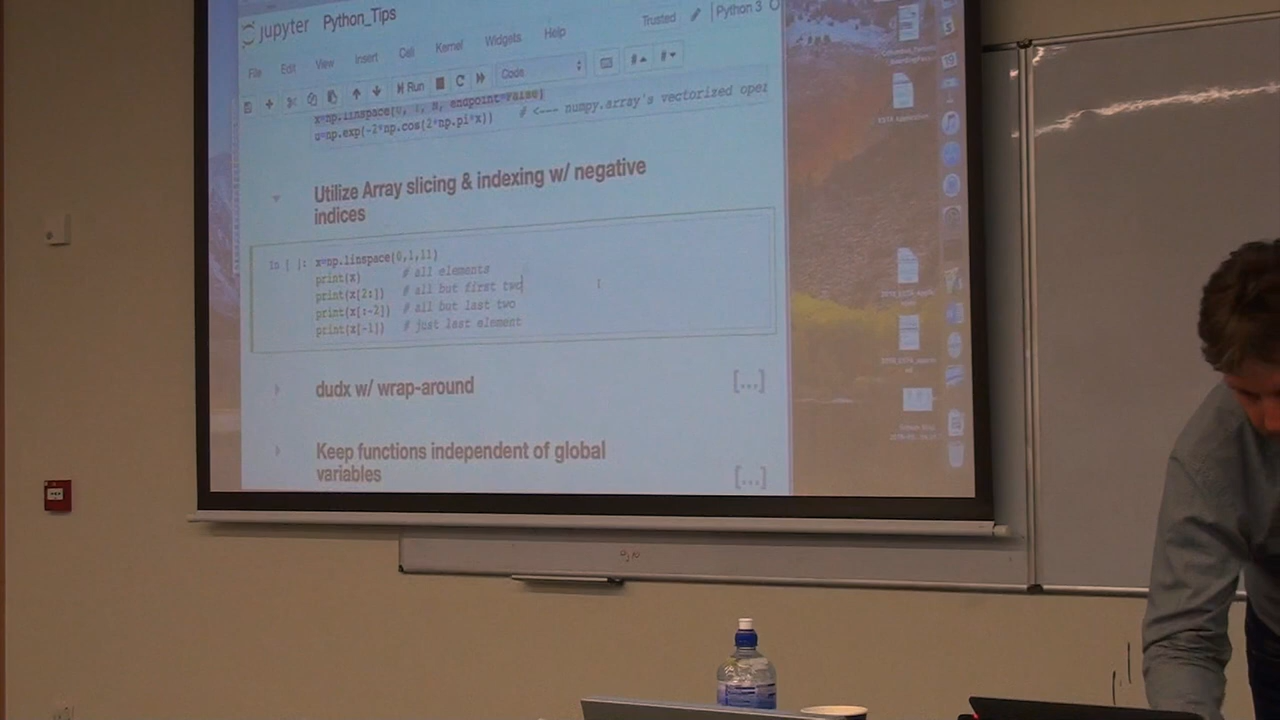 jupyter Python_Tips
Trusted Python 3 O
File Edit View Insert Cell Kernel Widgets Help
Run Code
x=np.linspace(0, 1, N, endpoint=False)
u=np.exp(-2*np.cos(2*np.pi*x)) # <--- numpy.array's vectorized oper
Utilize Array slicing & indexing w/ negative
indices
In [ ]: x=np.linspace(0,1,11)
print(x) # all elements
print(x[2:]) # all but first two
print(x[:-2]) # all but last two
print(x[-1]) # just last element
dudx w/ wrap-around
[...]
Keep functions independent of global
variables
[...]